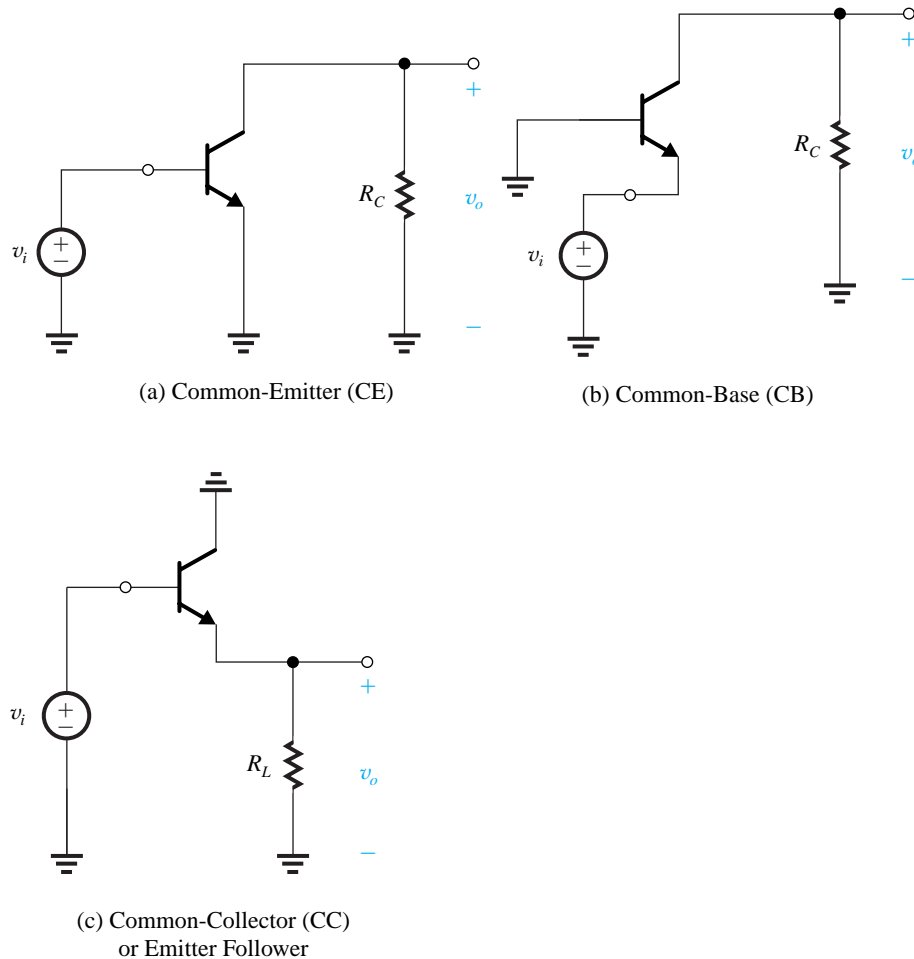 +
+
R_C
v_o
v_i
+
−
−
(a) Common-Emitter (CE)
R_C
v_i
+
−
−
(b) Common-Base (CB)
v_i
+
−
+
R_L
v_o
−
(c) Common-Collector (CC)
or Emitter Follower